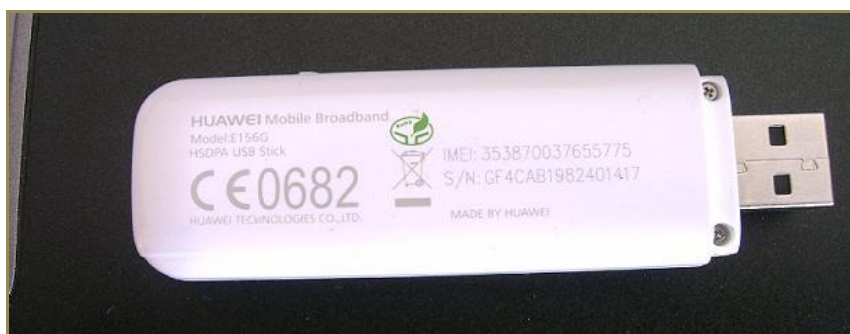 HUAWEI Mobile Broadband
Model:E156G
HSDPA USB Stick
CE0682
HUAWEI TECHNOLOGIES CO.,LTD.
RoHS
IMEI: 353870037655775
S/N: GF4CAB1982401417
MADE BY HUAWEI